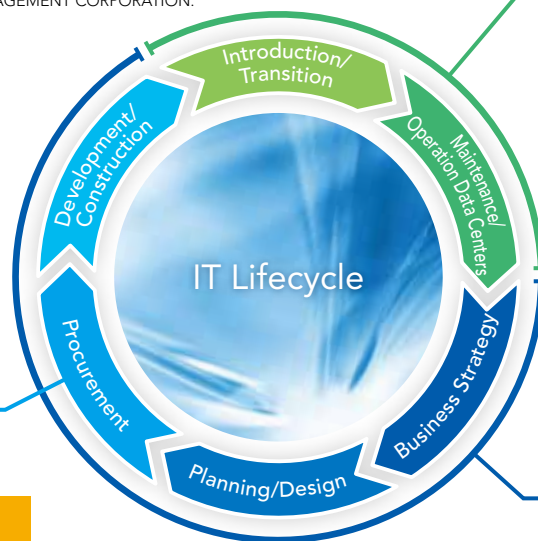 AGEMENT CORPORATION.
Introduction/
Transition
Maintenance/
Operation Data Centers
Business Strategy
Planning/Design
Procurement
Development/
Construction
IT Lifecycle